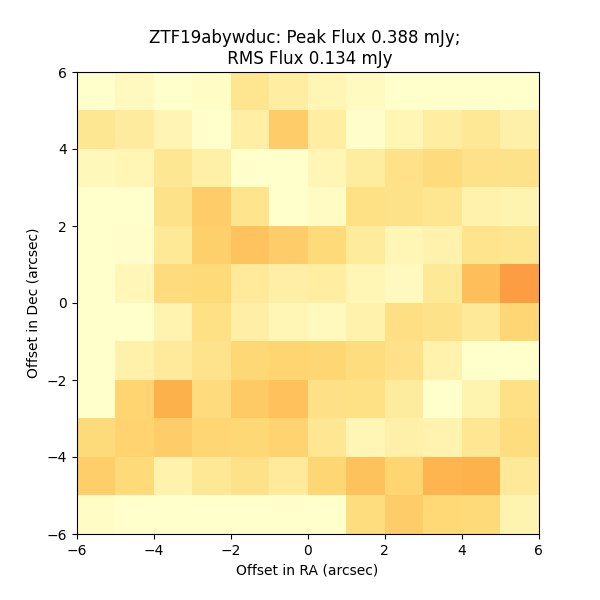 ZTF19abywduc: Peak Flux 0.388 mJy;
RMS Flux 0.134 mJy
6
4
2
0
−2
−4
−6
Offset in Dec (arcsec)
−6 −4 −2 0 2 4 6
Offset in RA (arcsec)